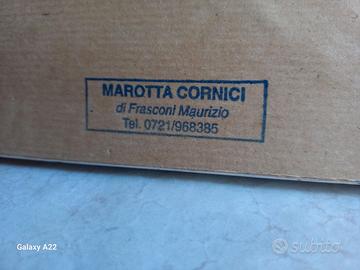 MAROTTA CORNICI
di Frasconi Maurizio
Tel. 0721/968385
Galaxy A22
subito